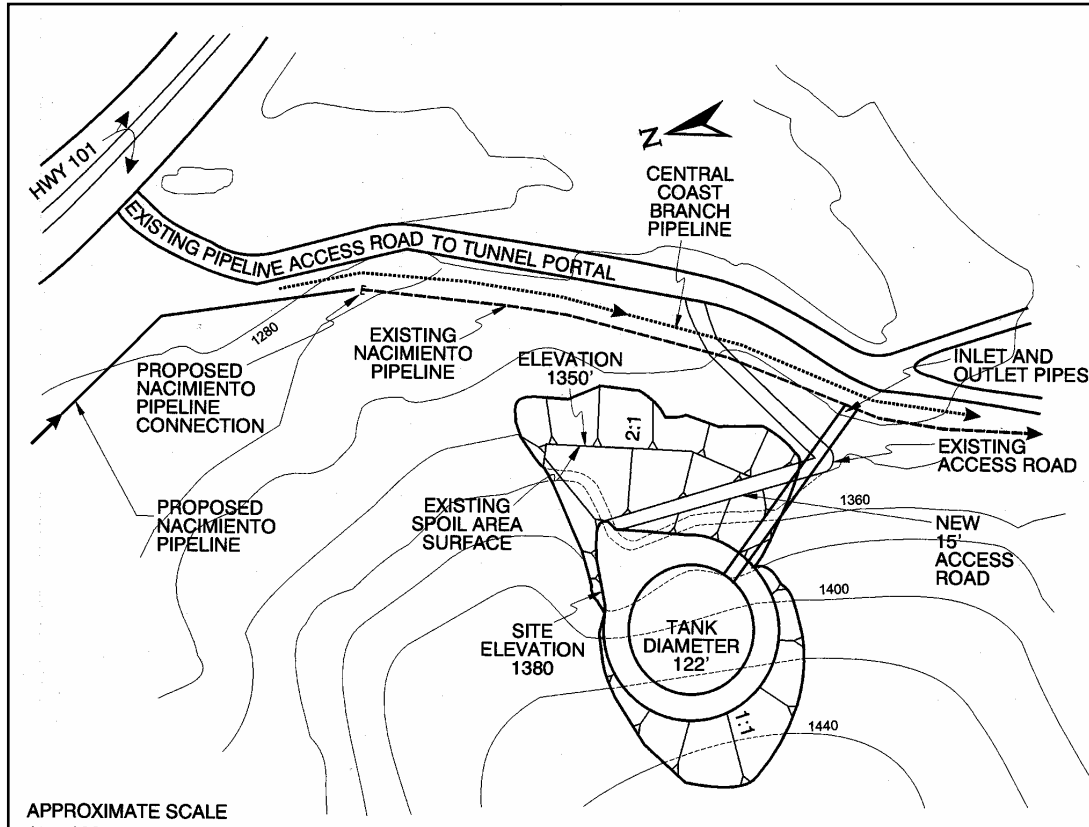 HWY 101
N
CENTRAL
COAST
BRANCH
PIPELINE
EXISTING PIPELINE ACCESS ROAD TO TUNNEL PORTAL
1280
E
PROPOSED
NACIMIENTO
PIPELINE
CONNECTION
EXISTING
NACIMIENTO
PIPELINE
ELEVATION
1350'
2:1
INLET AND
OUTLET PIPES
EXISTING
ACCESS ROAD
PROPOSED
NACIMIENTO
PIPELINE
EXISTING
SPOIL AREA
SURFACE
1360
NEW
15'
ACCESS
ROAD
1400
SITE
ELEVATION
1380
TANK
DIAMETER
122'
1:1
1440
APPROXIMATE SCALE